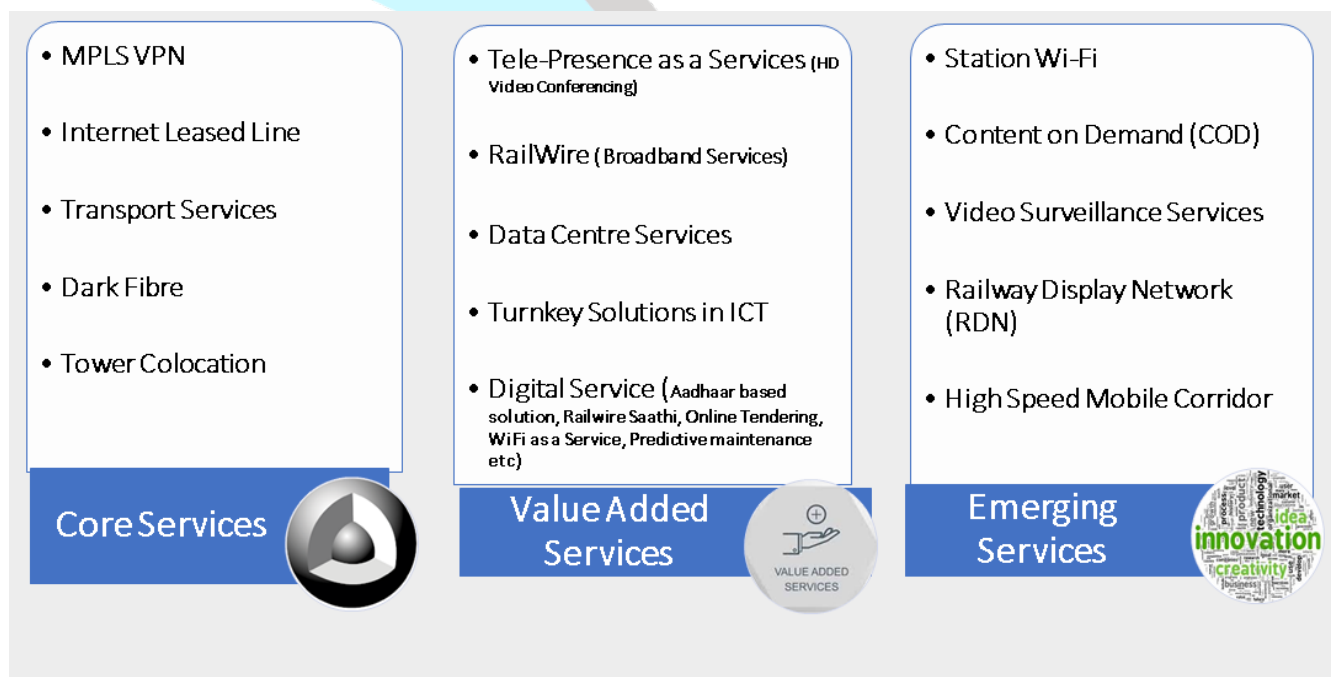 • MPLS VPN
• Internet Leased Line
• Transport Services
• Dark Fibre
• Tower Colocation
Core Services
• Tele-Presence as a Services (HD
Video Conferencing)
• RailWire (Broadband Services)
• Data Centre Services
• Turnkey Solutions in ICT
• Digital Service (Aadhaar based
solution, Railwire Saathi, Online Tendering,
WiFi as a Service, Predictive maintenance
etc)
Value Added
Services
VALUE ADDED
SERVICES
• Station Wi-Fi
• Content on Demand (COD)
• Video Surveillance Services
• Railway Display Network
(RDN)
• High Speed Mobile Corridor
Emerging
Services
process
product
technology
user
market
idea
innovation
creativity
business
develop